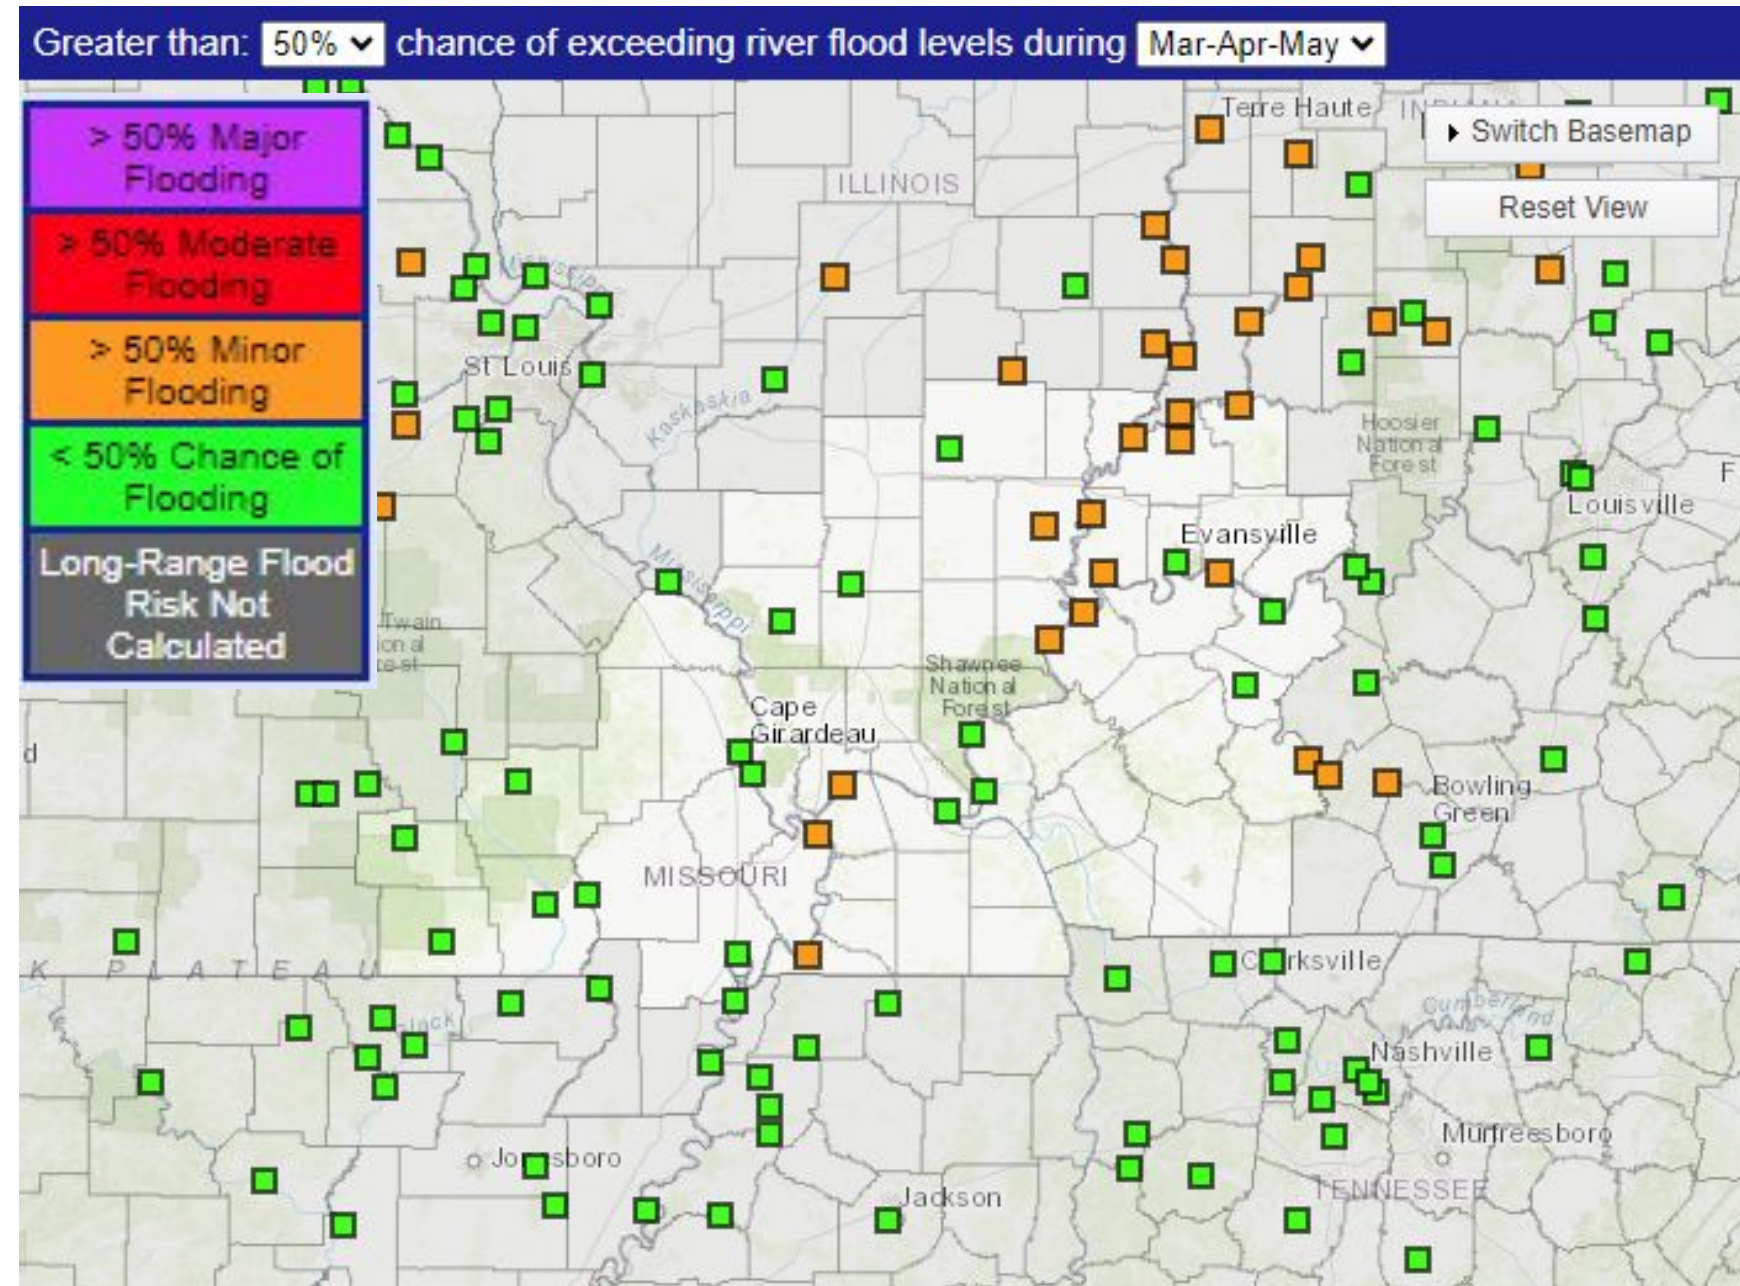 Greater than: 50% chance of exceeding river flood levels during Mar-Apr-May
> 50% Major
Flooding
> 50% Moderate
Flooding
> 50% Minor
Flooding
< 50% Chance of
Flooding
Long-Range Flood
Risk Not
Calculated
Switch Basemap
Reset View
Terre Haute
ILLINOIS
St Louis
Kaskaskia
Hoosier
National
Forest
Louisville
F
Evansville
Mississippi
Twain
Shawnee
National
Forest
Cape
Girardeau
d
Bowling
Green
MISSOURI
K PLATEAU
Cumberland
Nashville
Murfreesboro
Jackson
TENNESSEE